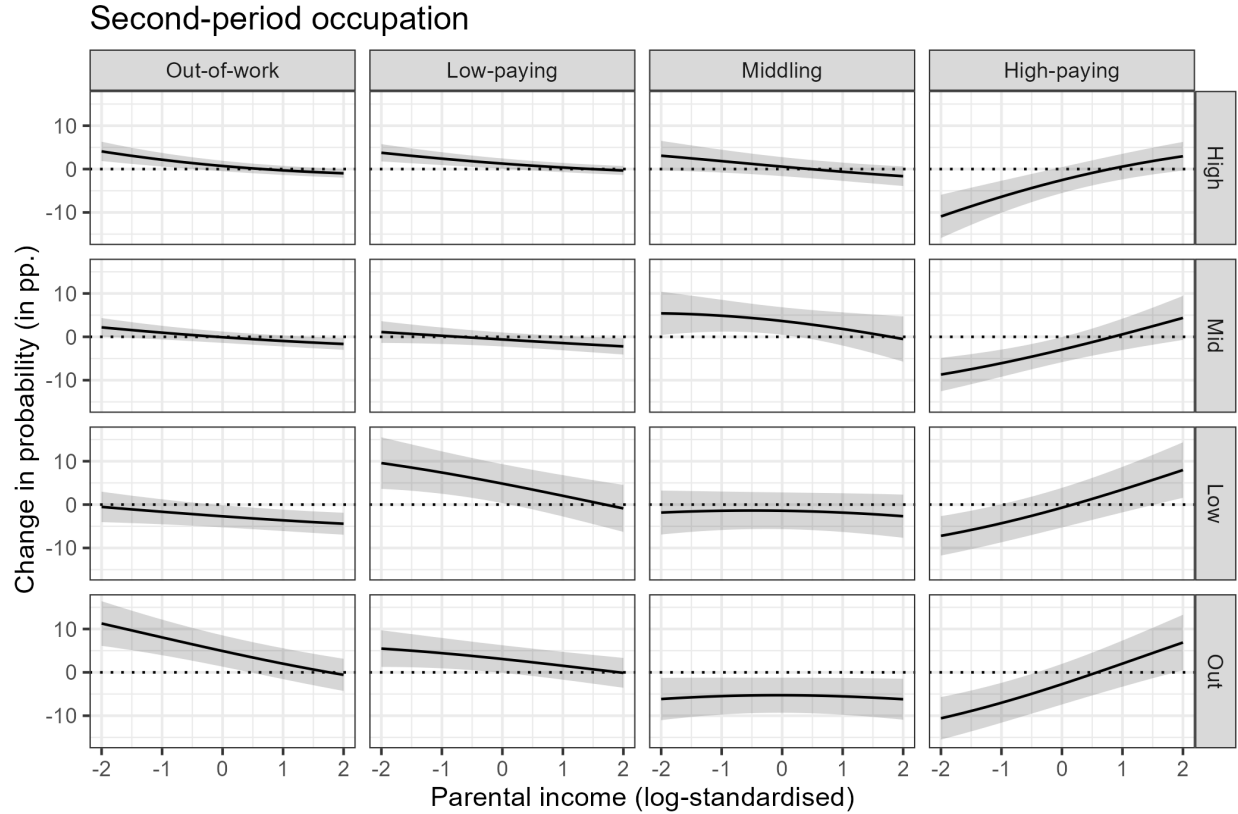 Second-period occupation
Out-of-work Low-paying Middling High-paying
10
0
-10
High
10
0
-10
Mid
10
0
-10
Low
10
0
-10
Out
Change in probability (in pp.)
-2 -1 0 1 2 -2 -1 0 1 2 -2 -1 0 1 2 -2 -1 0 1 2
Parental income (log-standardised)